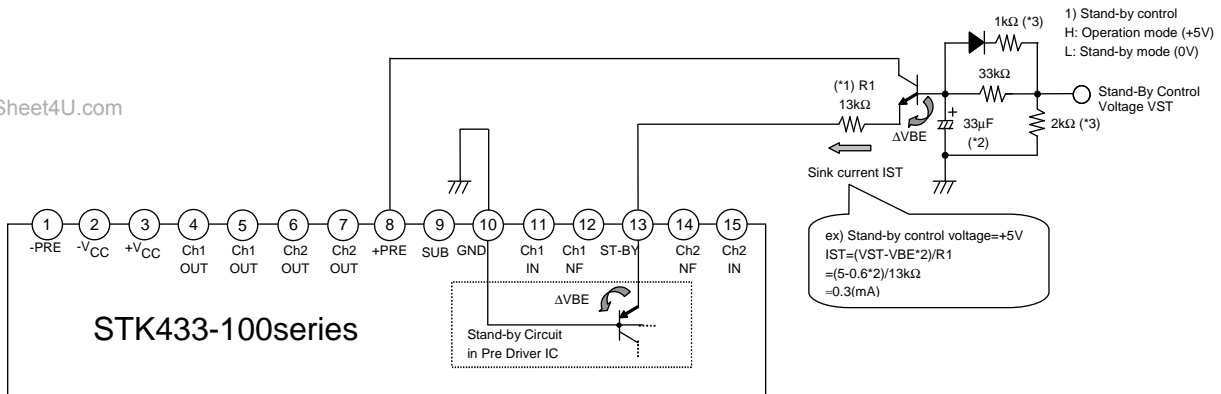 1) Stand-by control
H: Operation mode (+5V)
L: Stand-by mode (0V)
1kΩ (*3)
33kΩ
Stand-By Control
Voltage VST
2kΩ (*3)
+
33μF
(*2)
ΔVBE
(*1) R1
13kΩ
Sink current IST
Sheet4U.com
ex) Stand-by control voltage=+5V
IST=(VST-VBE*2)/R1
=(5-0.6*2)/13kΩ
=0.3(mA)
1 2 3 4 5 6 7 8 9 10 11 12 13 14 15
-PRE -VCC +VCC Ch1 OUT Ch1 OUT Ch2 OUT Ch2 OUT +PRE SUB GND Ch1 IN Ch1 NF ST-BY Ch2 NF Ch2 IN
ΔVBE
Stand-by Circuit
in Pre Driver IC
STK433-100series